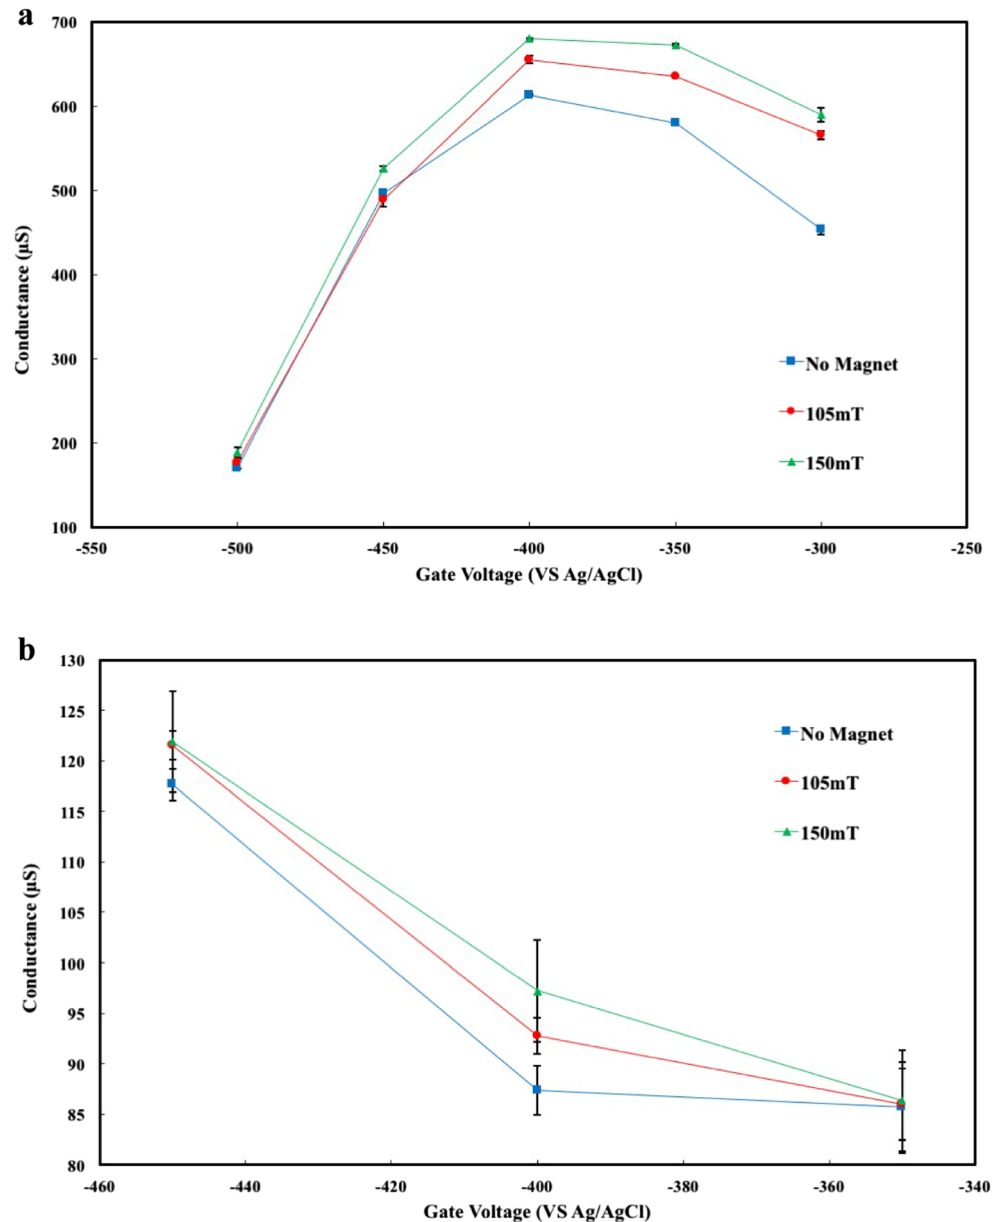 a
700
600
500
400
300
200
100
Conductance (µS)
No Magnet
105mT
150mT
-550 -500 -450 -400 -350 -300 -250
Gate Voltage (VS Ag/AgCl)
b
130
125
120
115
110
105
100
95
90
85
80
Conductance (µS)
No Magnet
105mT
150mT
-460 -440 -420 -400 -380 -360 -340
Gate Voltage (VS Ag/AgCl)